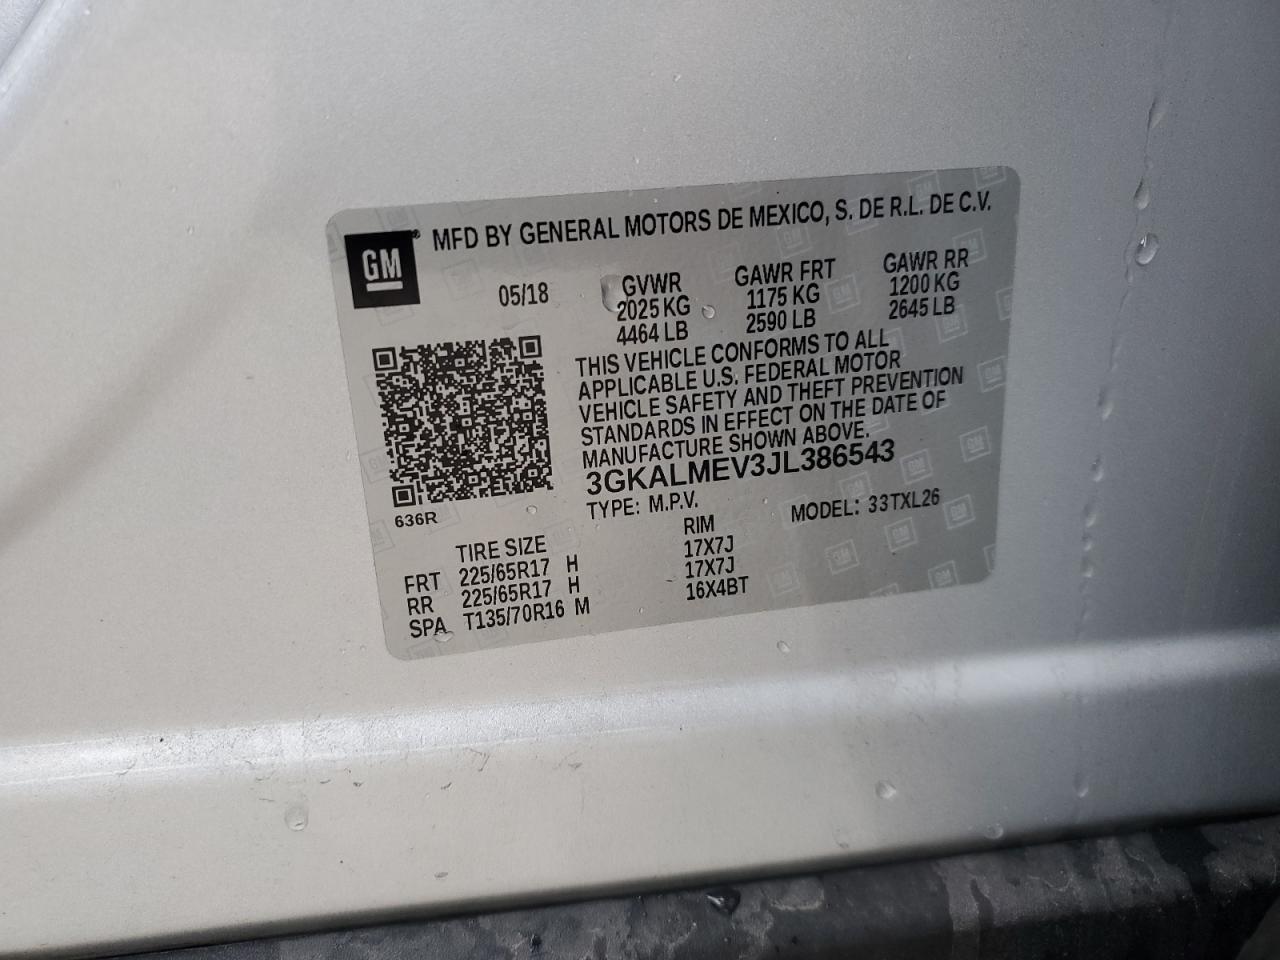 GM® MFD BY GENERAL MOTORS DE MEXICO, S. DE R.L. DE C.V.
05/18 GVWR GAWR FRT GAWR RR
2025 KG 1175 KG 1200 KG
4464 LB 2590 LB 2645 LB
THIS VEHICLE CONFORMS TO ALL
APPLICABLE U.S. FEDERAL MOTOR
VEHICLE SAFETY AND THEFT PREVENTION
STANDARDS IN EFFECT ON THE DATE OF
MANUFACTURE SHOWN ABOVE.
3GKALMEV3JL386543
636R TYPE: M.P.V. MODEL: 33TXL26
TIRE SIZE RIM
FRT 225/65R17 H 17X7J
RR 225/65R17 H 17X7J
SPA T135/70R16 M 16X4BT